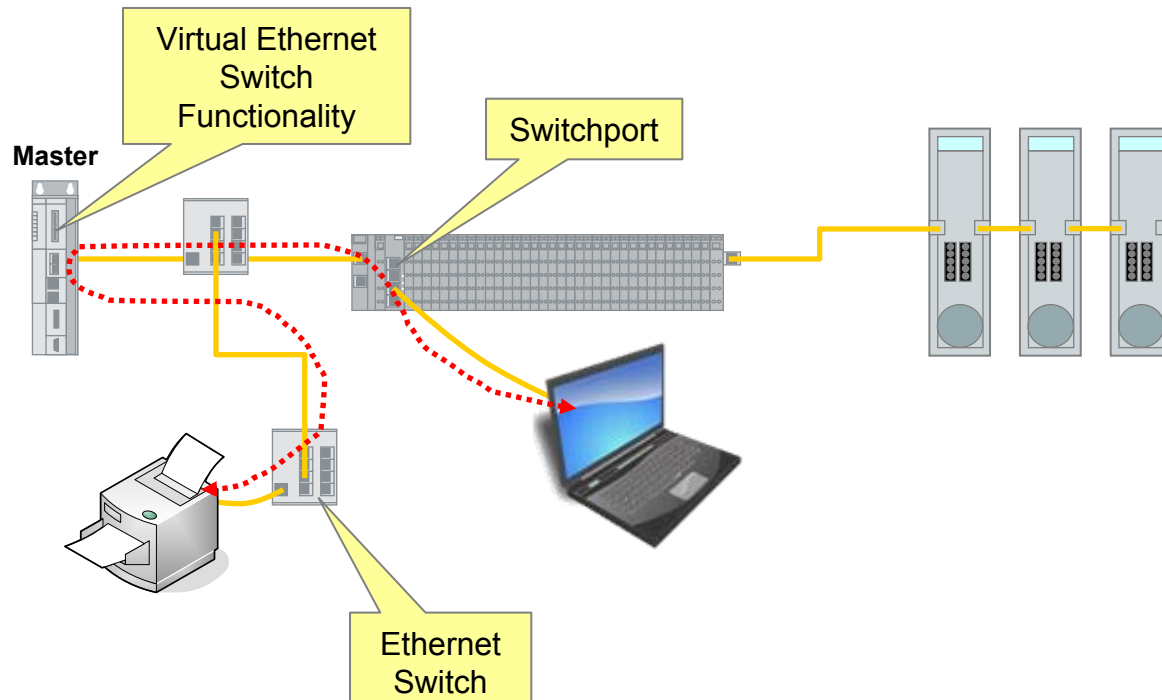 Virtual Ethernet
Switch
Functionality
Switchport
Master
Ethernet
Switch